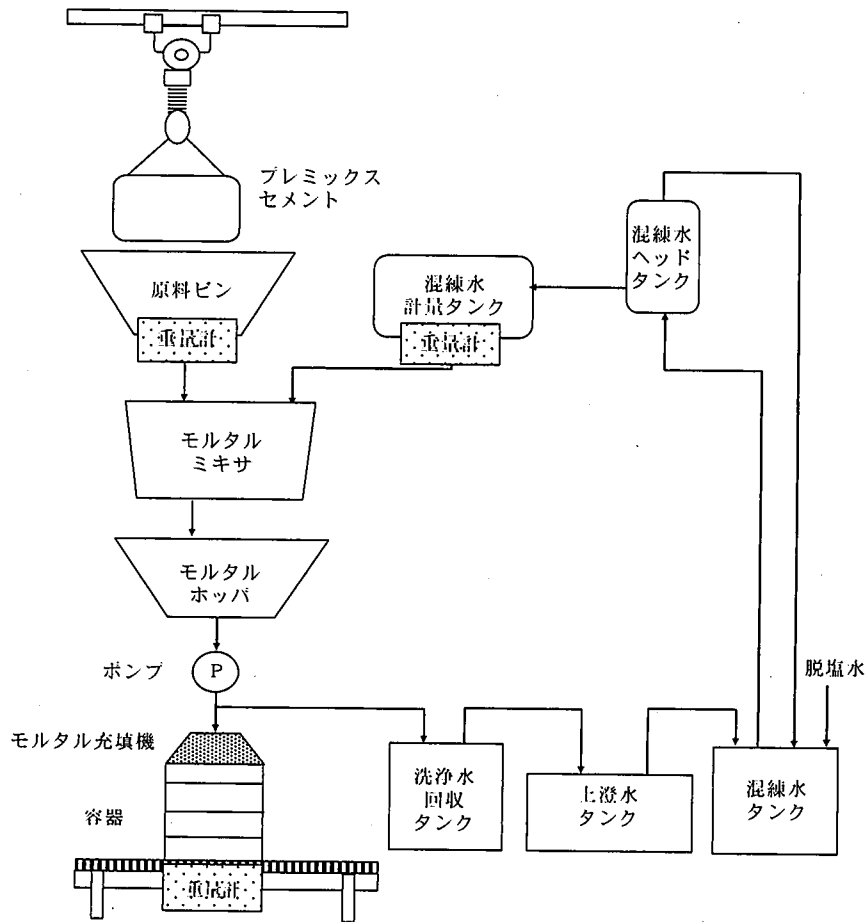 プレミックス
セメント
原料ビン
重量計
混練水
計量タンク
重量計
混練水
ヘッド
タンク
モルタル
ミキサ
モルタル
ホッパ
ポンプ
P
脱塩水
モルタル充填機
洗浄水
回収
タンク
上澄水
タンク
混練水
タンク
容器
重量計